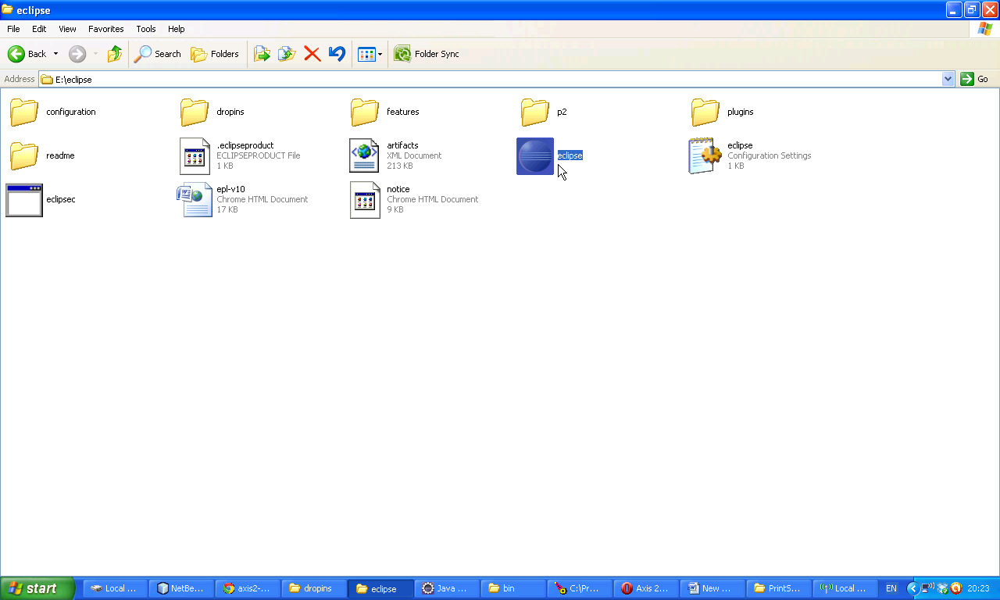 eclipse
File Edit View Favorites Tools Help
Back Search Folders Folder Sync
Address E:\eclipse Go
configuration dropins features p2 plugins
readme
.eclipseproduct
ECLIPSEPRODUCT File
1 KB
artifacts
XML Document
213 KB
eclipse
eclipse
Configuration Settings
1 KB
eclipsec
epl-v10
Chrome HTML Document
17 KB
notice
Chrome HTML Document
9 KB
start Local ... NetBe... axis2-... dropins eclipse Java ... bin C:\Pr... Axis 2... New ... PrintS... Local ... EN 20:23